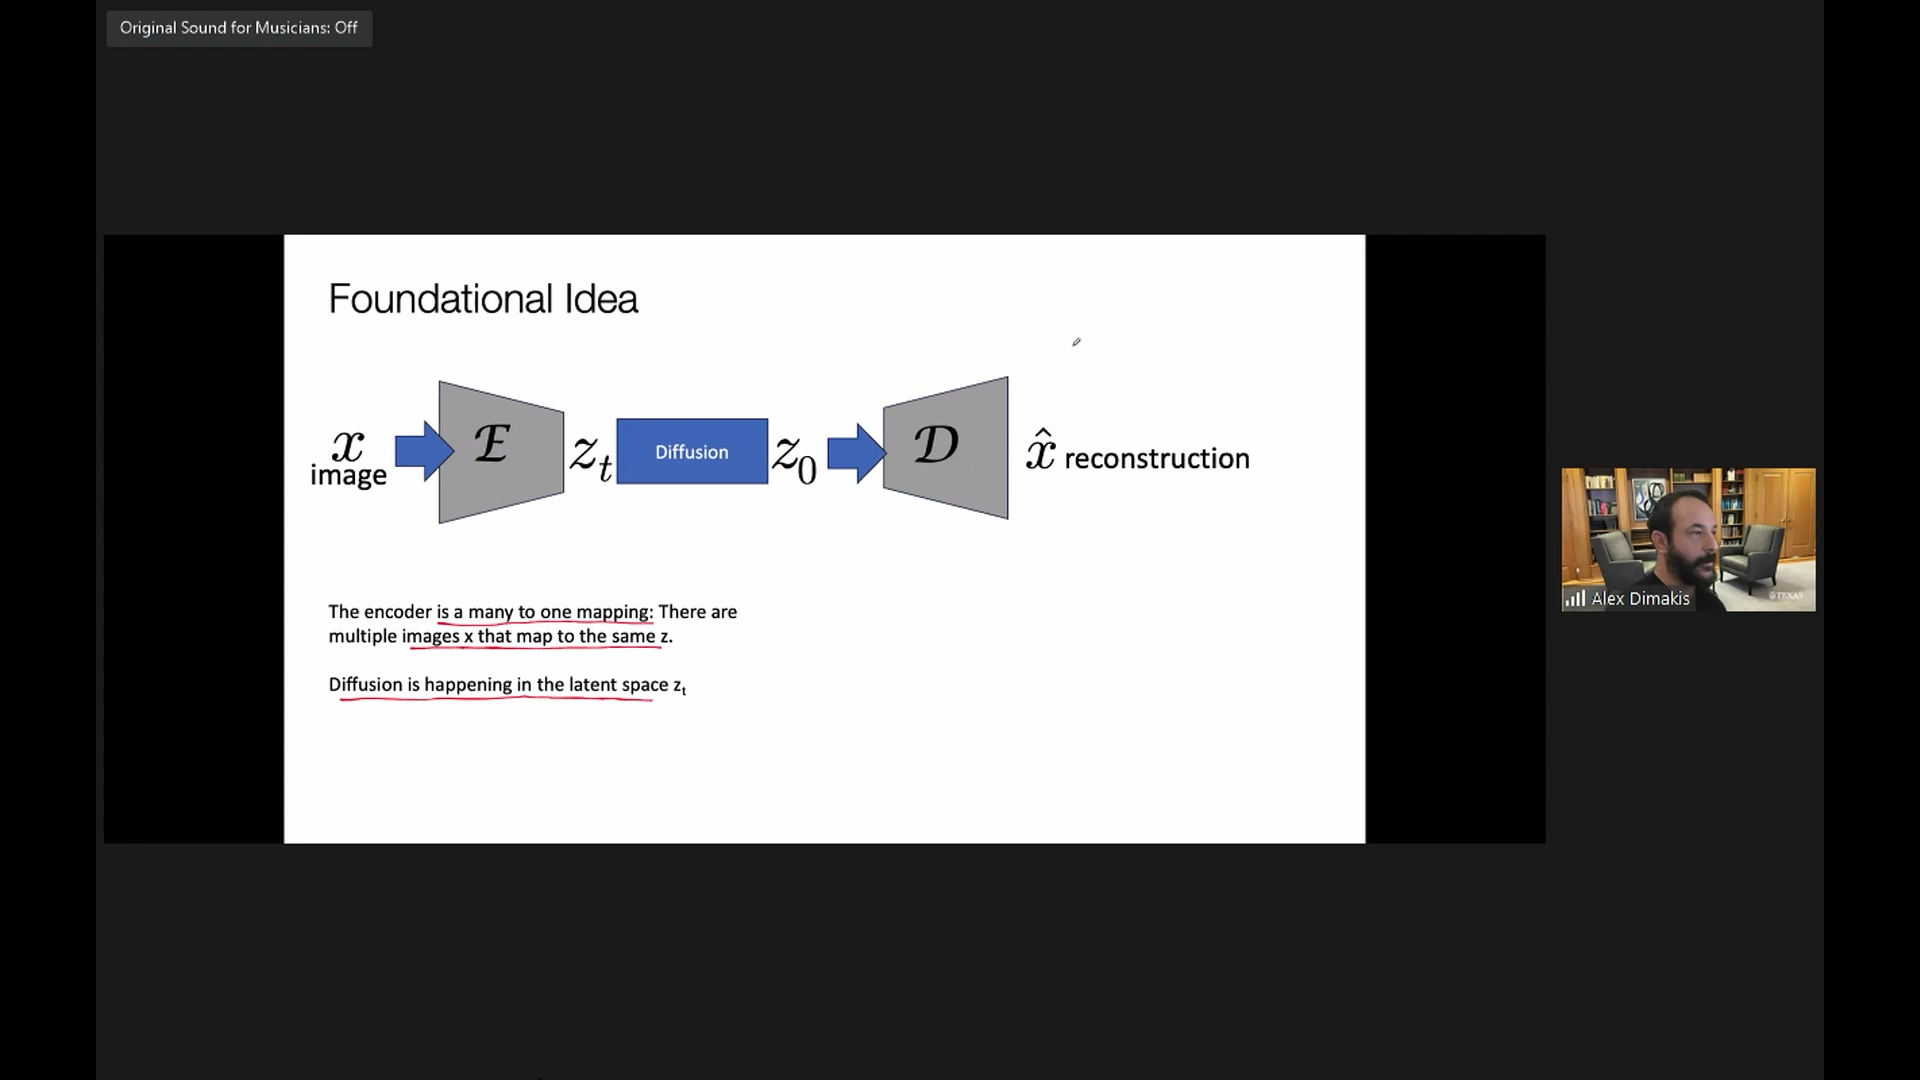 Original Sound for Musicians: Off
Foundational Idea
x
image
ℰ
z_t
Diffusion
z_0
𝒟
x̂ reconstruction
The encoder is a many to one mapping: There are
multiple images x that map to the same z.
Diffusion is happening in the latent space z_t
Alex Dimakis
TEXAS